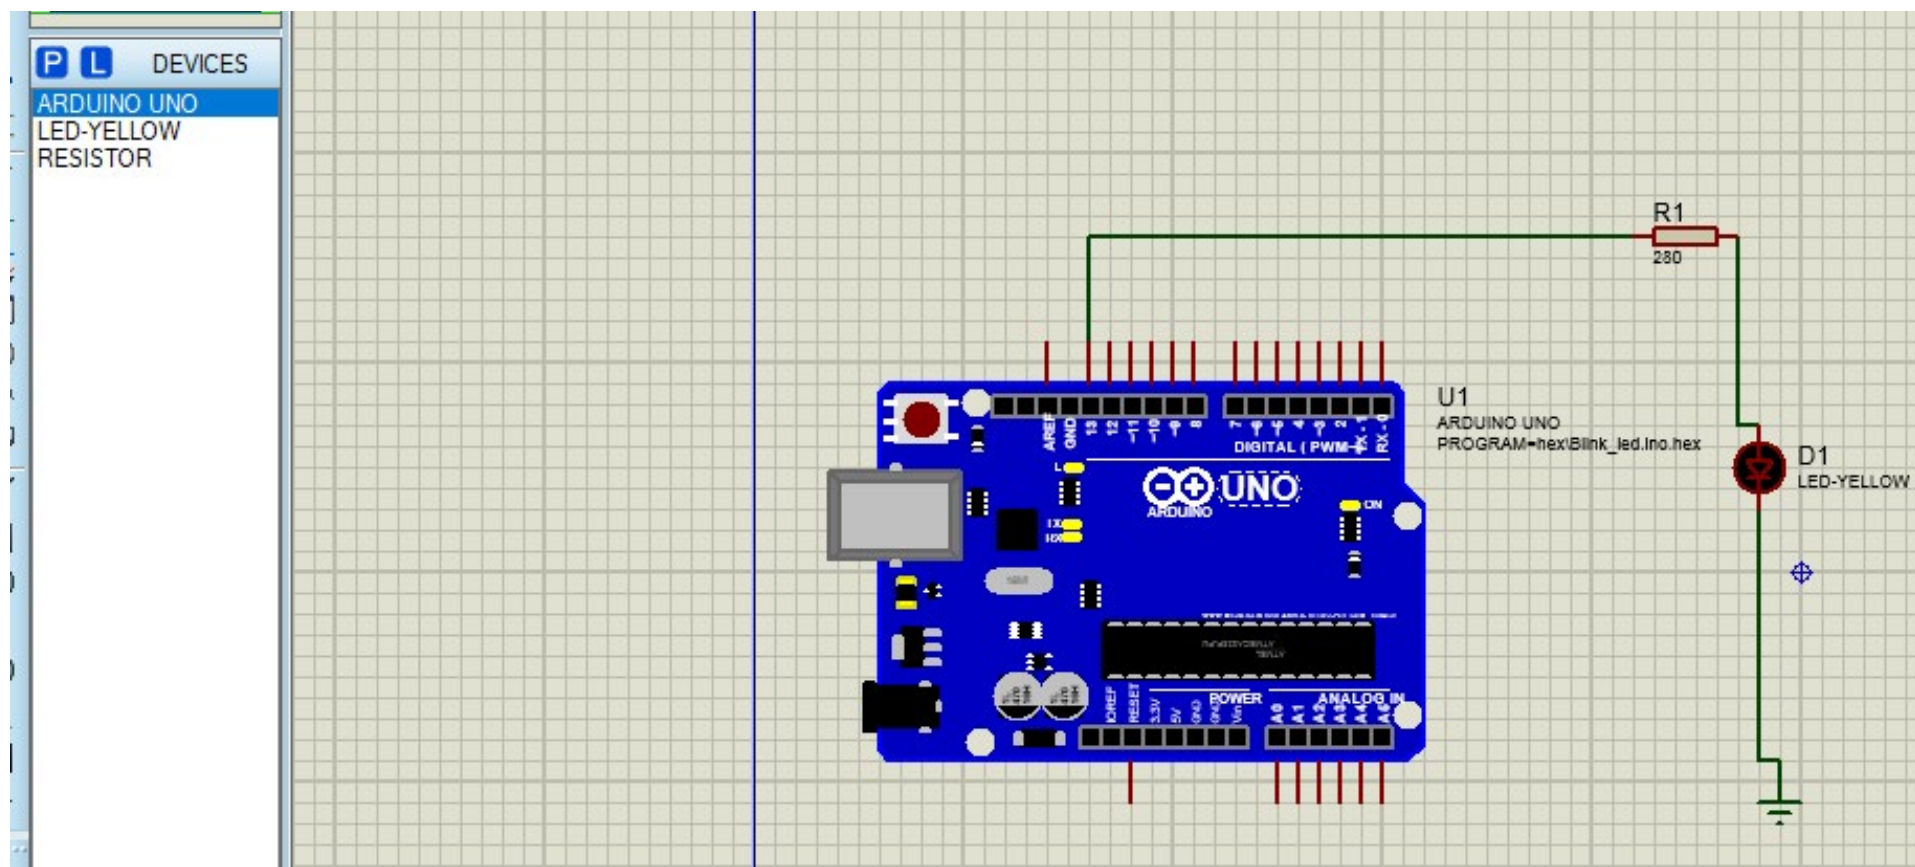 P L DEVICES
ARDUINO UNO
LED-YELLOW
RESISTOR
R1
280
U1
ARDUINO UNO
PROGRAM=hex\Blink_led.ino.hex
D1
LED-YELLOW
AREF
GND
13
12
~11
~10
~9
8
7
~6
~5
4
~3
2
TX - 1
RX - 0
DIGITAL ( PWM~
L
TX
RX
UNO
ARDUINO
ON
IOREF
RESET
3.3V
5V
GND
GND
Vin
POWER
ANALOG IN
A0
A1
A2
A3
A4
A5